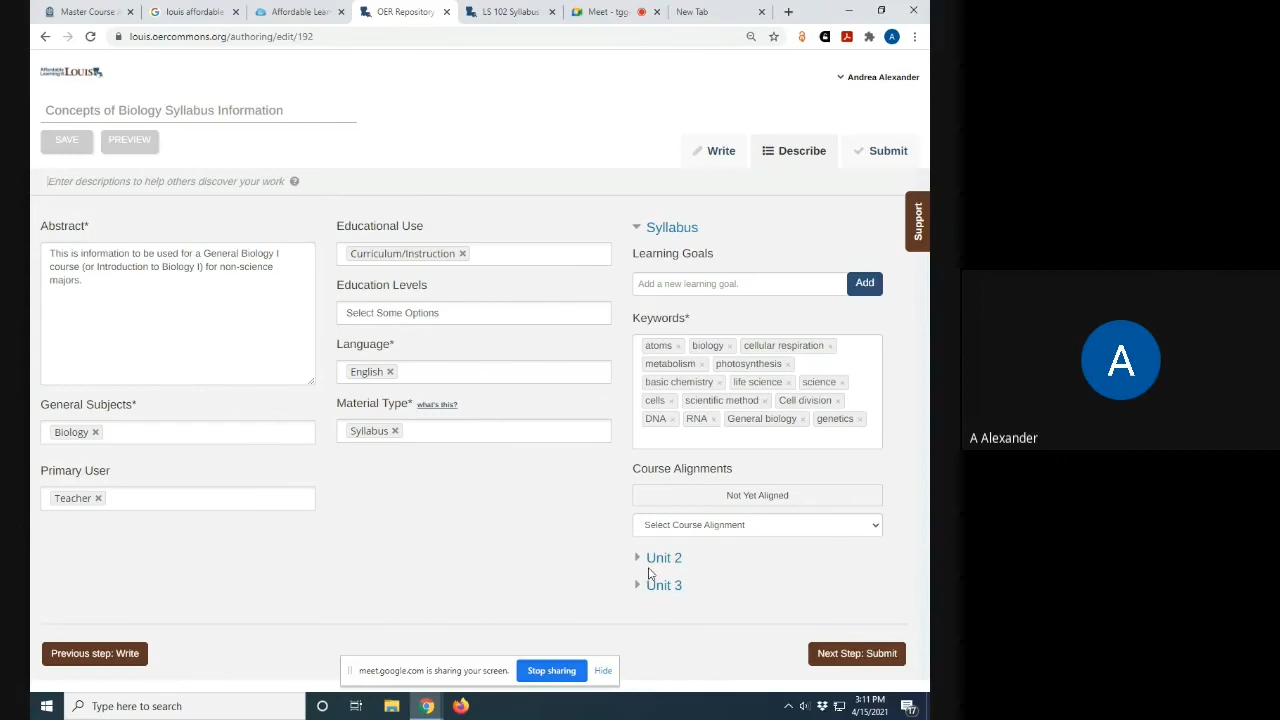 Master Course A
louis affordable
Affordable Lear
OER Repository
LS 102 Syllabus
Meet - tgg-
New Tab
louis.oercommons.org/authoring/edit/192
A
Affordable
Learning LOUIS
Andrea Alexander
Concepts of Biology Syllabus Information
SAVE
PREVIEW
Write
Describe
Submit
Enter descriptions to help others discover your work
Support
Abstract*
This is information to be used for a General Biology I
course (or Introduction to Biology I) for non-science
majors.
General Subjects*
Biology
Primary User
Teacher
Educational Use
Curriculum/Instruction
Education Levels
Select Some Options
Language*
English
Material Type* what's this?
Syllabus
Syllabus
Learning Goals
Add a new learning goal.
Add
Keywords*
atoms biology cellular respiration
metabolism photosynthesis
basic chemistry life science science
cells scientific method Cell division
DNA RNA General biology genetics
Course Alignments
Not Yet Aligned
Select Course Alignment
Unit 2
Unit 3
Previous step: Write
Next Step: Submit
meet.google.com is sharing your screen.
Stop sharing
Hide
Type here to search
3:11 PM
4/15/2021
17
A
A Alexander